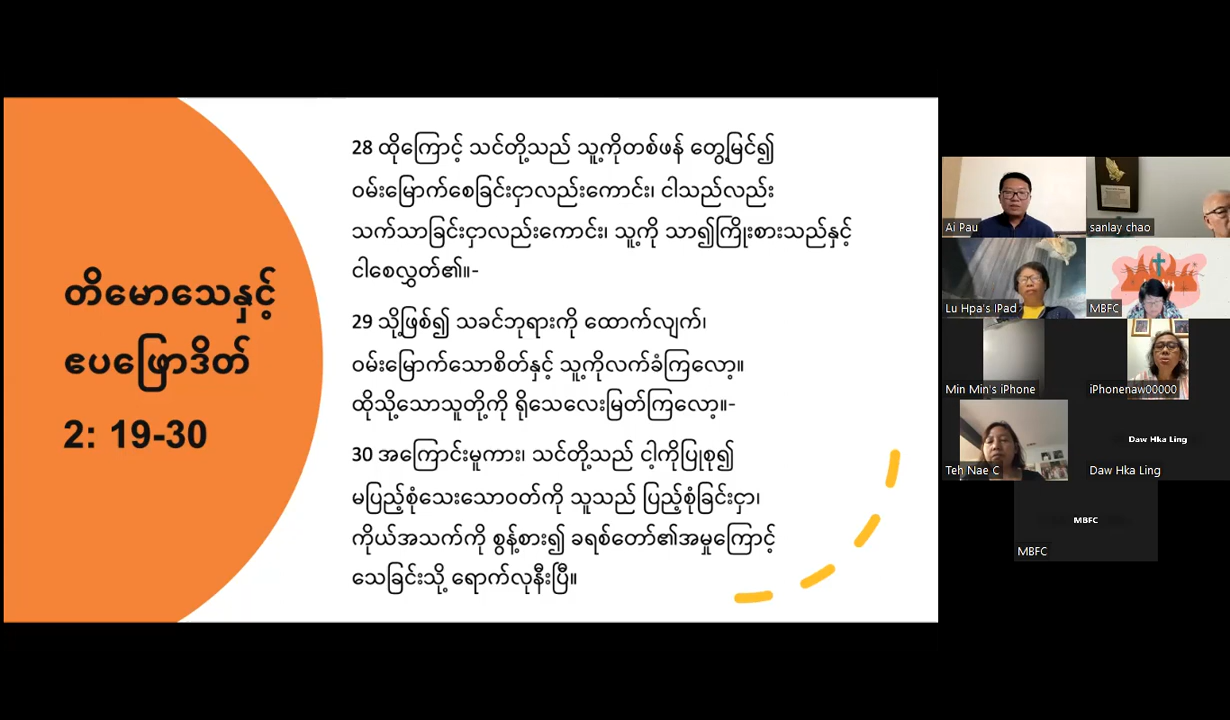 တိမောသေနှင့်
ဧပဖြောဒိတ်
2: 19-30
28 ထိုကြောင့် သင်တို့သည် သူ့ကိုတစ်ဖန် တွေ့မြင်၍
ဝမ်းမြောက်စေခြင်းငှာလည်းကောင်း၊ ငါသည်လည်း
သက်သာခြင်းငှာလည်းကောင်း၊ သူ့ကို သာ၍ကြိုးစားသည်နှင့်
ငါစေလွှတ်၏။-
29 သို့ဖြစ်၍ သခင်ဘုရားကို ထောက်လျက်၊
ဝမ်းမြောက်သောစိတ်နှင့် သူ့ကိုလက်ခံကြလော့။
ထိုသို့သောသူတို့ကို ရိုသေလေးမြတ်ကြလော့။-
30 အကြောင်းမူကား၊ သင်တို့သည် ငါ့ကိုပြုစု၍
မပြည့်စုံသေးသောဝတ်ကို သူသည် ပြည့်စုံခြင်းငှာ၊
ကိုယ်အသက်ကို စွန့်စား၍ ခရစ်တော်၏အမှုကြောင့်
သေခြင်းသို့ ရောက်လုနီးပြီ။
Ai Pau
sanlay chao
Lu Hpa's iPad
MBFC
Min Min's iPhone
iPhonenaw00000
Teh Nae C
Daw Hka Ling
Daw Hka Ling
MBFC
MBFC